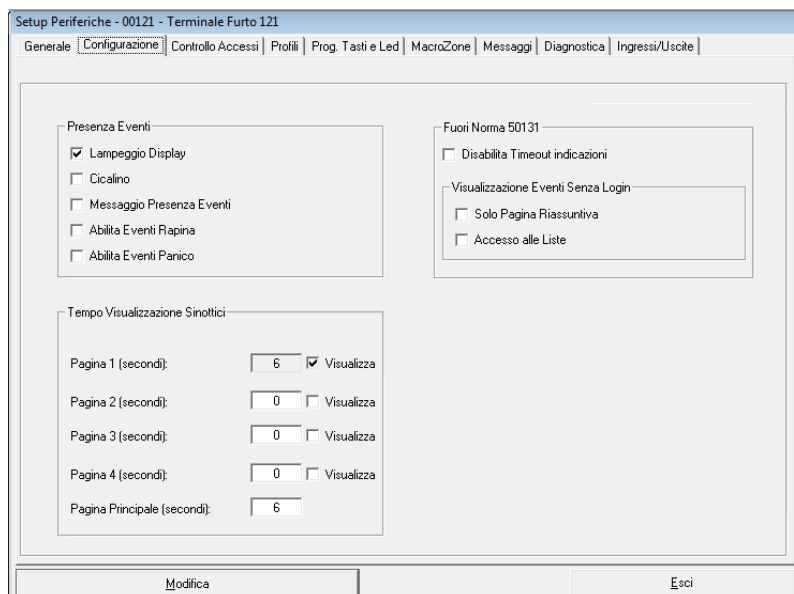 Setup Periferiche - 00121 - Terminale Furto 121
Generale Configurazione Controllo Accessi Profili Prog. Tasti e Led MacroZone Messaggi Diagnostica Ingressi/Uscite
Presenza Eventi
Lampeggio Display
Cicalino
Messaggio Presenza Eventi
Abilita Eventi Rapina
Abilita Eventi Panico
Fuori Norma 50131
Disabilita Timeout indicazioni
Visualizzazione Eventi Senza Login
Solo Pagina Riassuntiva
Accesso alle Liste
Tempo Visualizzazione Sinottici
Pagina 1 (secondi): 6 Visualizza
Pagina 2 (secondi): 0 Visualizza
Pagina 3 (secondi): 0 Visualizza
Pagina 4 (secondi): 0 Visualizza
Pagina Principale (secondi): 6
Modifica Esci